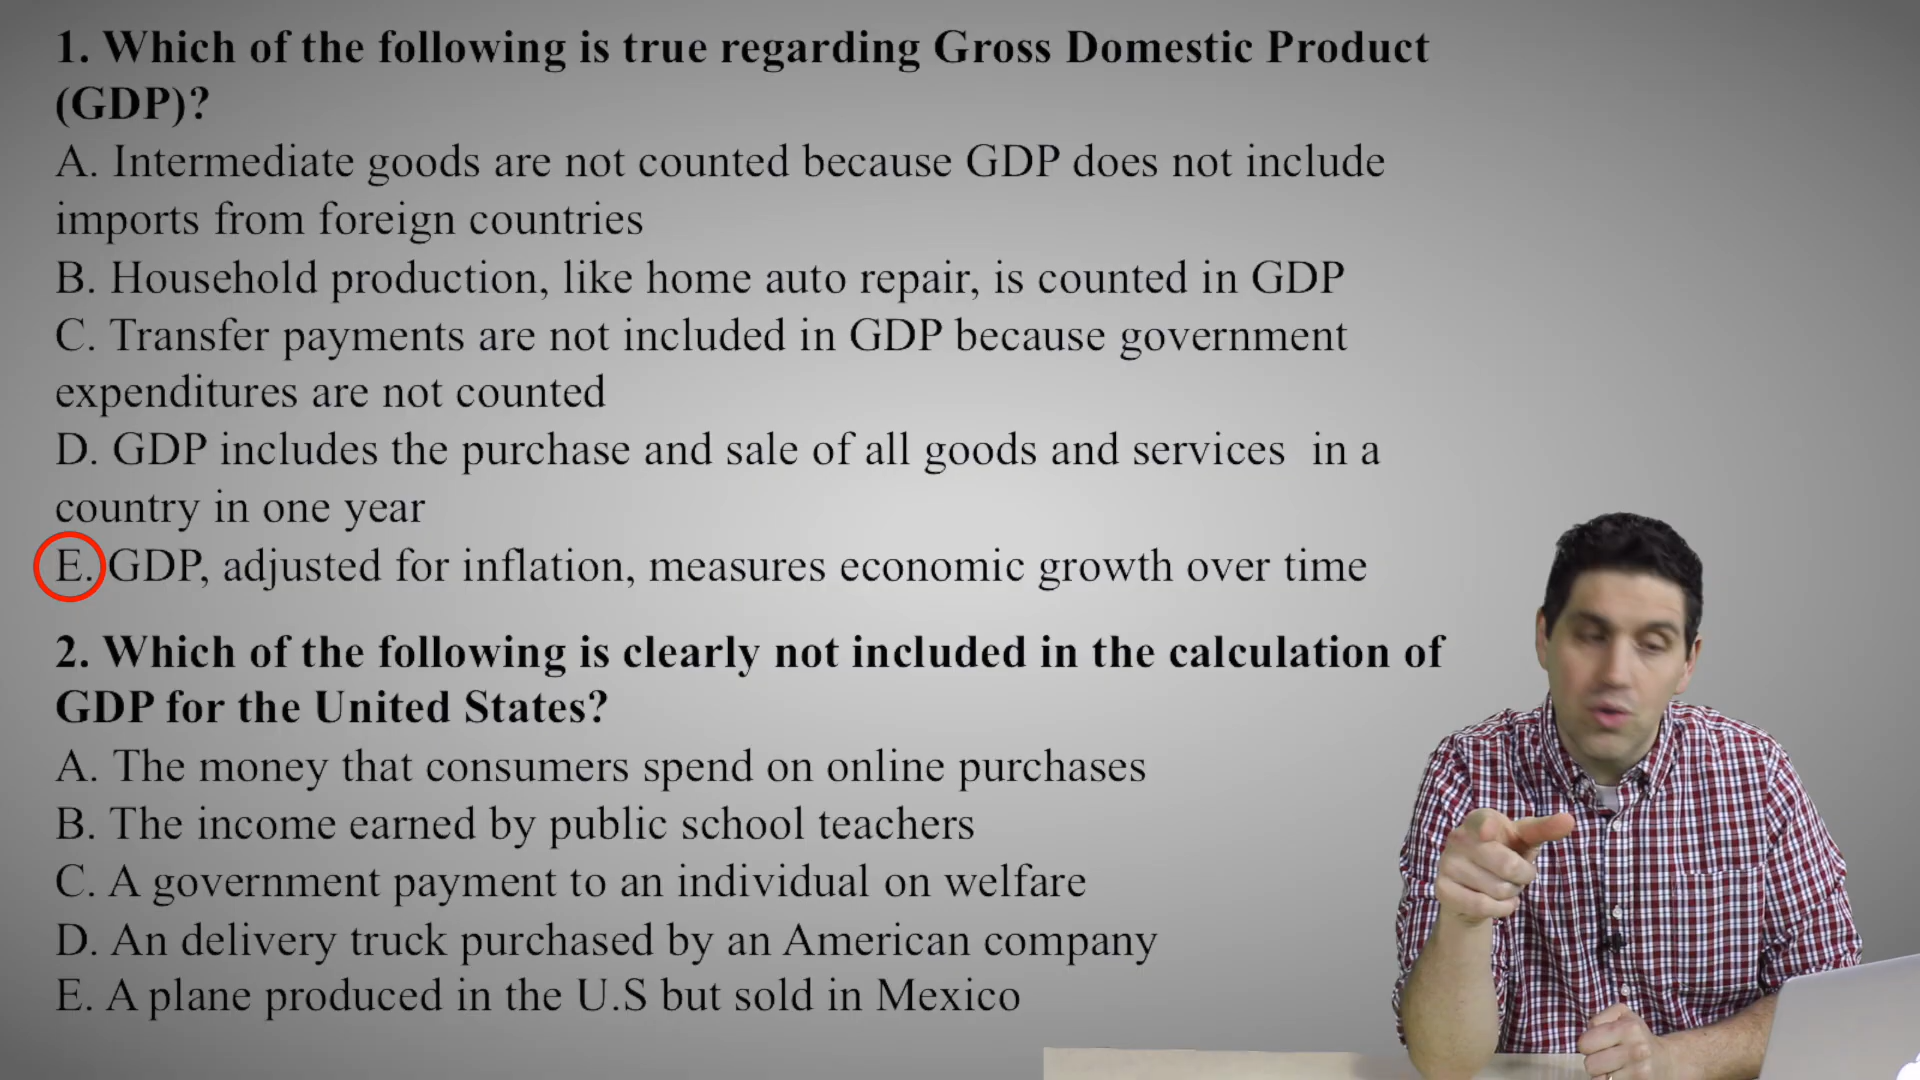 1. Which of the following is true regarding Gross Domestic Product
(GDP)?
A. Intermediate goods are not counted because GDP does not include
imports from foreign countries
B. Household production, like home auto repair, is counted in GDP
C. Transfer payments are not included in GDP because government
expenditures are not counted
D. GDP includes the purchase and sale of all goods and services  in a
country in one year
E. GDP, adjusted for inflation, measures economic growth over time
2. Which of the following is clearly not included in the calculation of
GDP for the United States?
A. The money that consumers spend on online purchases
B. The income earned by public school teachers
C. A government payment to an individual on welfare
D. An delivery truck purchased by an American company
E. A plane produced in the U.S but sold in Mexico